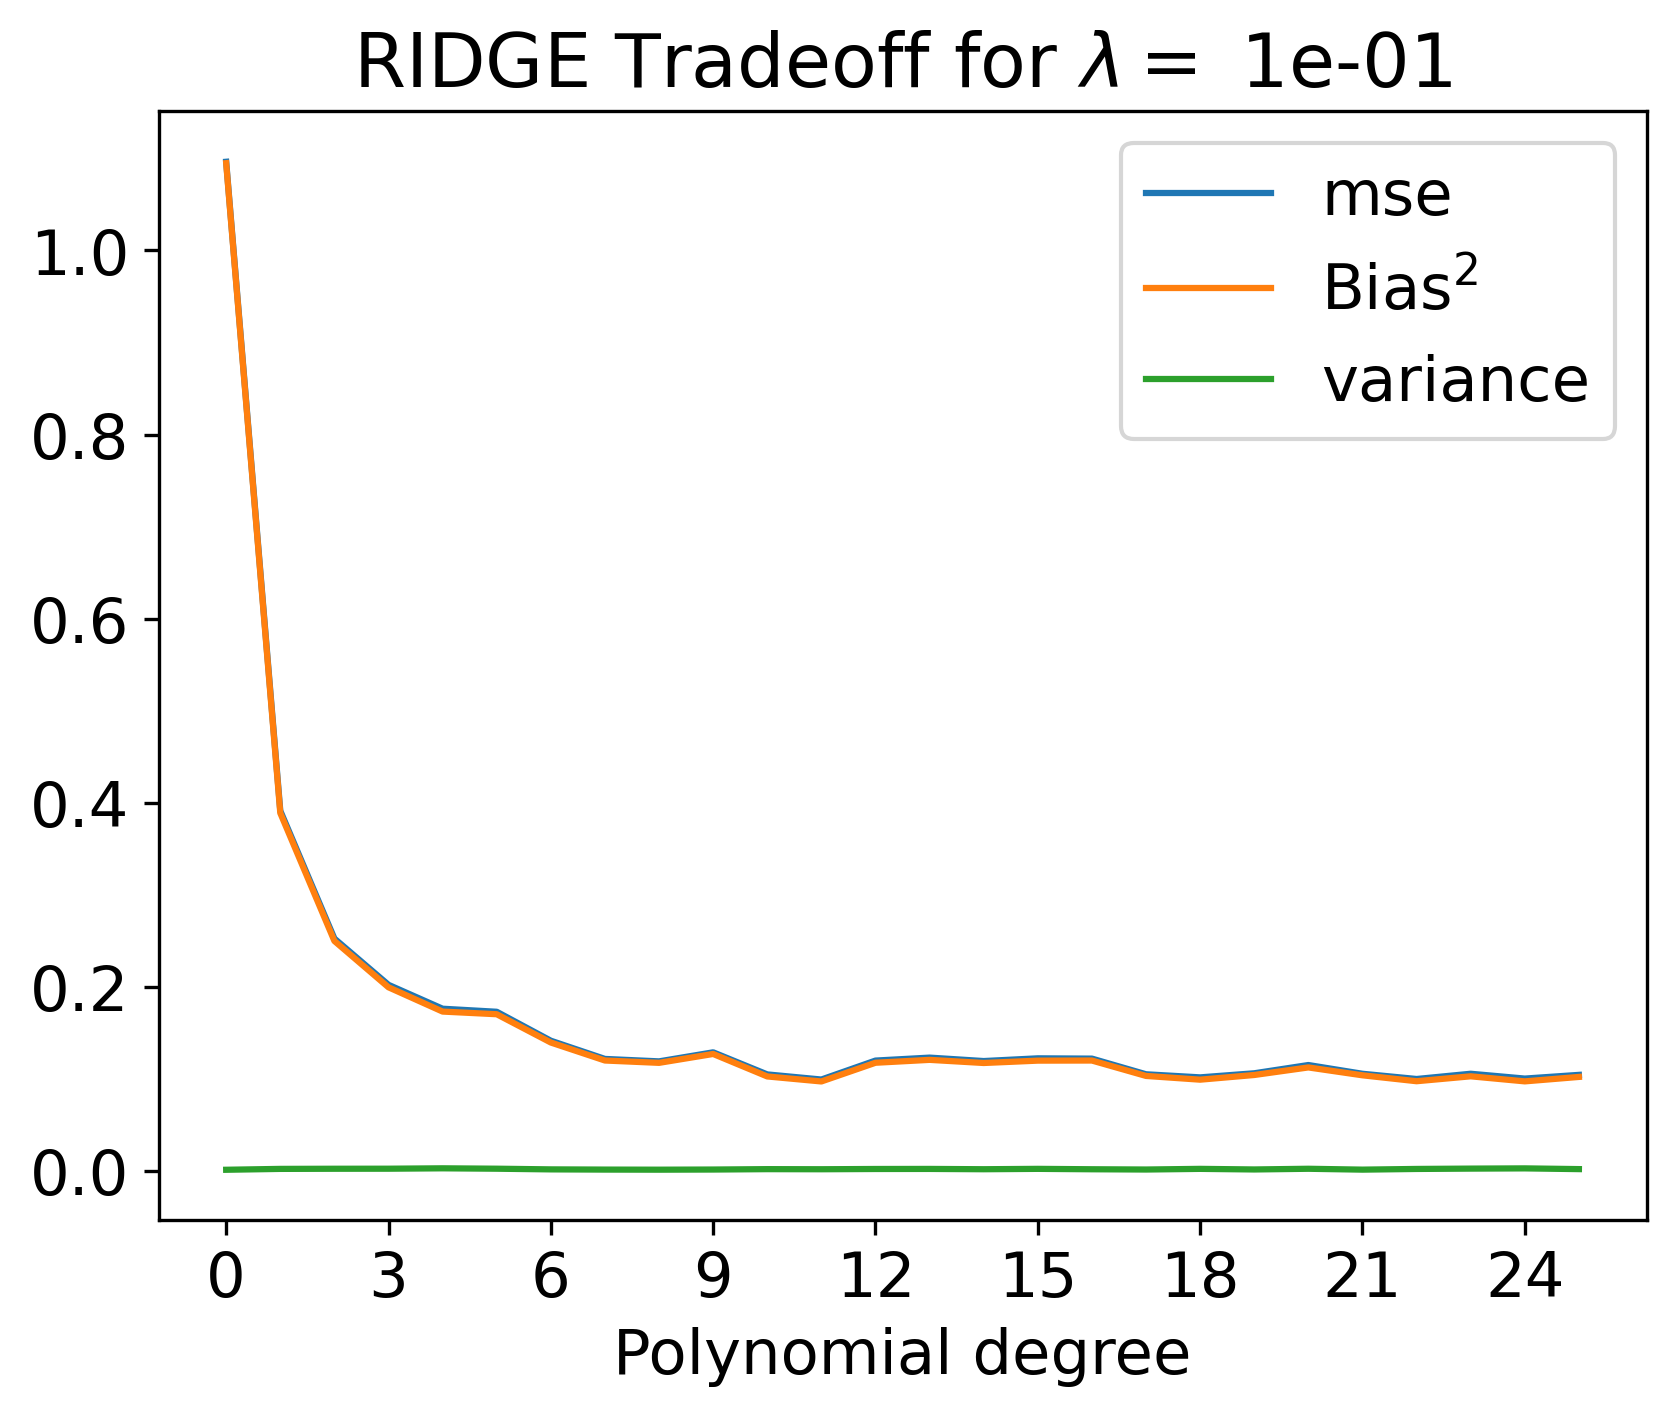 RIDGE Tradeoff for λ = 1e-01
mse
Bias²
variance
1.0
0.8
0.6
0.4
0.2
0.0
0 3 6 9 12 15 18 21 24
Polynomial degree